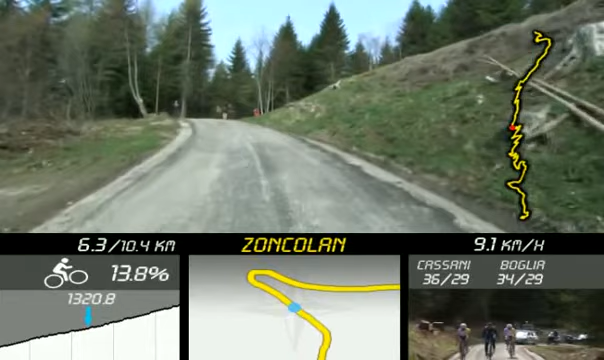 6.3/10.4 KM
ZONCOLAN
9.1 KM/H
13.8%
1320.8
CASSANI BOGLIA
36/29 34/29